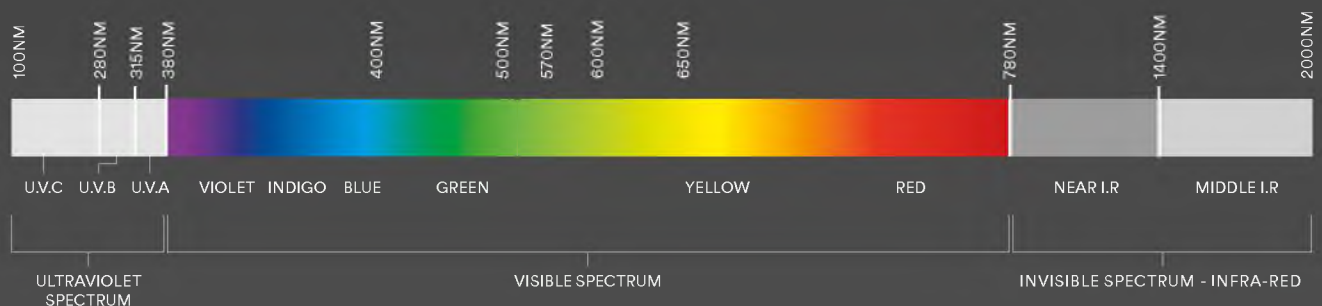 100NM
280NM
315NM
380NM
400NM
500NM
570NM
600NM
650NM
780NM
1400NM
2000NM
U.V.C U.V.B U.V.A VIOLET INDIGO BLUE GREEN YELLOW RED NEAR I.R MIDDLE I.R
ULTRAVIOLET
SPECTRUM
VISIBLE SPECTRUM
INVISIBLE SPECTRUM - INFRA-RED